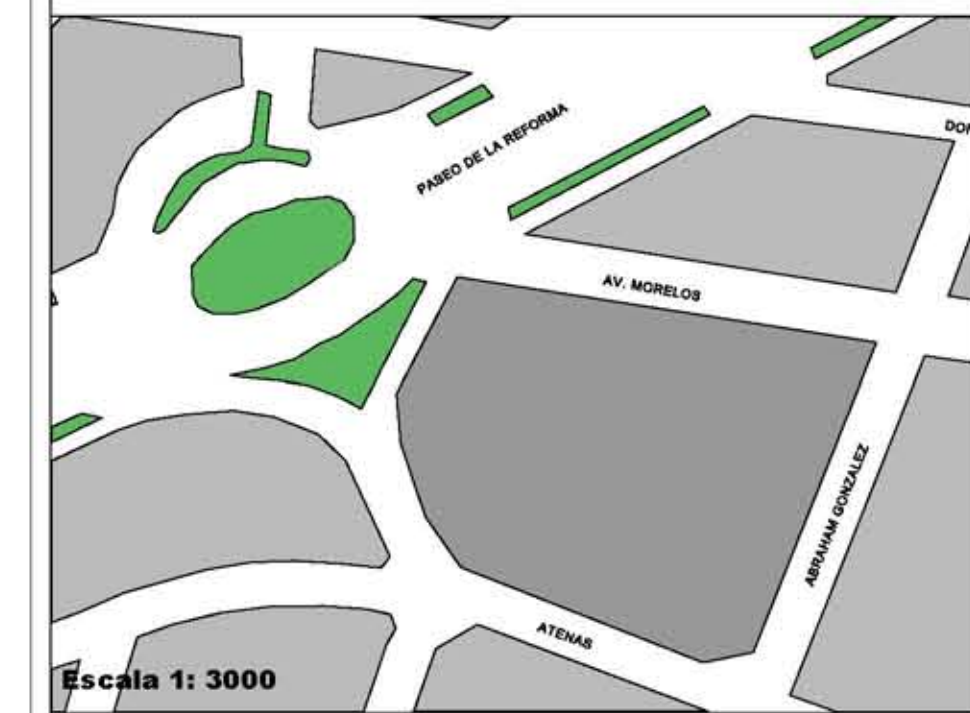 PASEO DE LA REFORMA
AV. MORELOS
ABRAHAM GONZALEZ
ATENAS
Escala 1: 3000